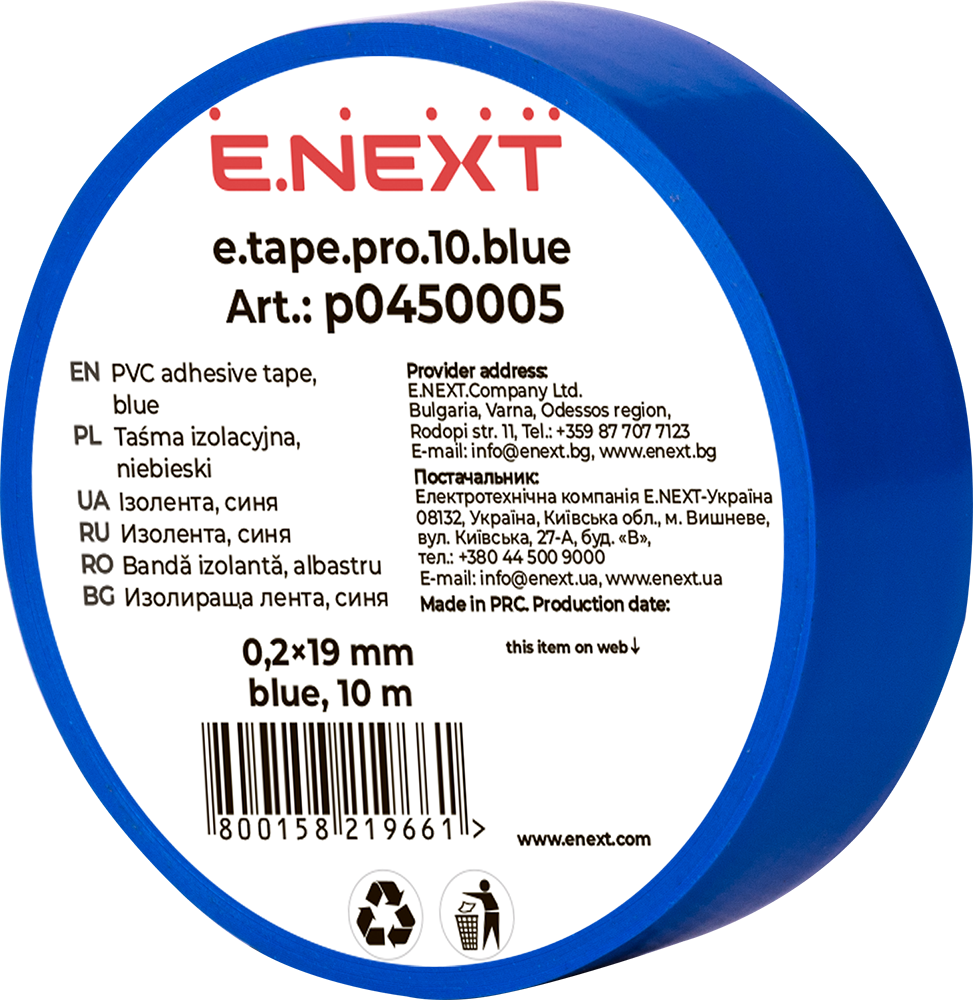 E.NEXT
e.tape.pro.10.blue
Art.: p0450005
EN PVC adhesive tape,
blue
PL Taśma izolacyjna,
niebieski
UA Ізолента, синя
RU Изолента, синя
RO Bandă izolantă, albastru
BG Изолираща лента, синя
Provider address:
E.NEXT.Company Ltd.
Bulgaria, Varna, Odessos region,
Rodopi str. 11, Tel.: +359 87 707 7123
E-mail: info@enext.bg, www.enext.bg
Постачальник:
Електротехнічна компанія E.NEXT-Україна
08132, Україна, Київська обл., м. Вишневе,
вул. Київська, 27-А, буд. «В»,
тел.: +380 44 500 9000
E-mail: info@enext.ua, www.enext.ua
Made in PRC. Production date:
this item on web↓
0,2×19 mm
blue, 10 m
800158 219661 >
www.enext.com